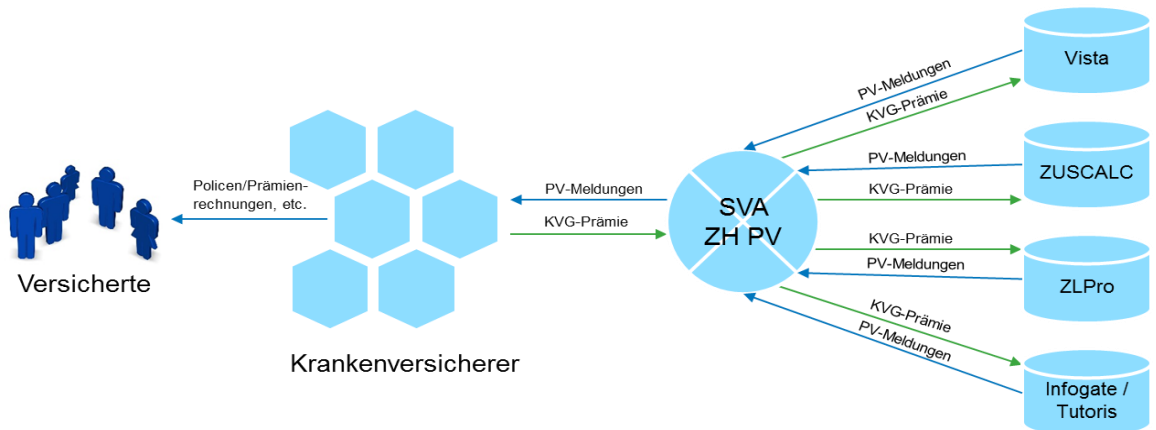 Policen/Prämien-
rechnungen, etc.
Versicherte
Krankenversicherer
PV-Meldungen
KVG-Prämie
SVA
ZH PV
PV-Meldungen
KVG-Prämie
Vista
PV-Meldungen
KVG-Prämie
ZUSCALC
KVG-Prämie
PV-Meldungen
ZLPro
KVG-Prämie
PV-Meldungen
Infogate /
Tutoris